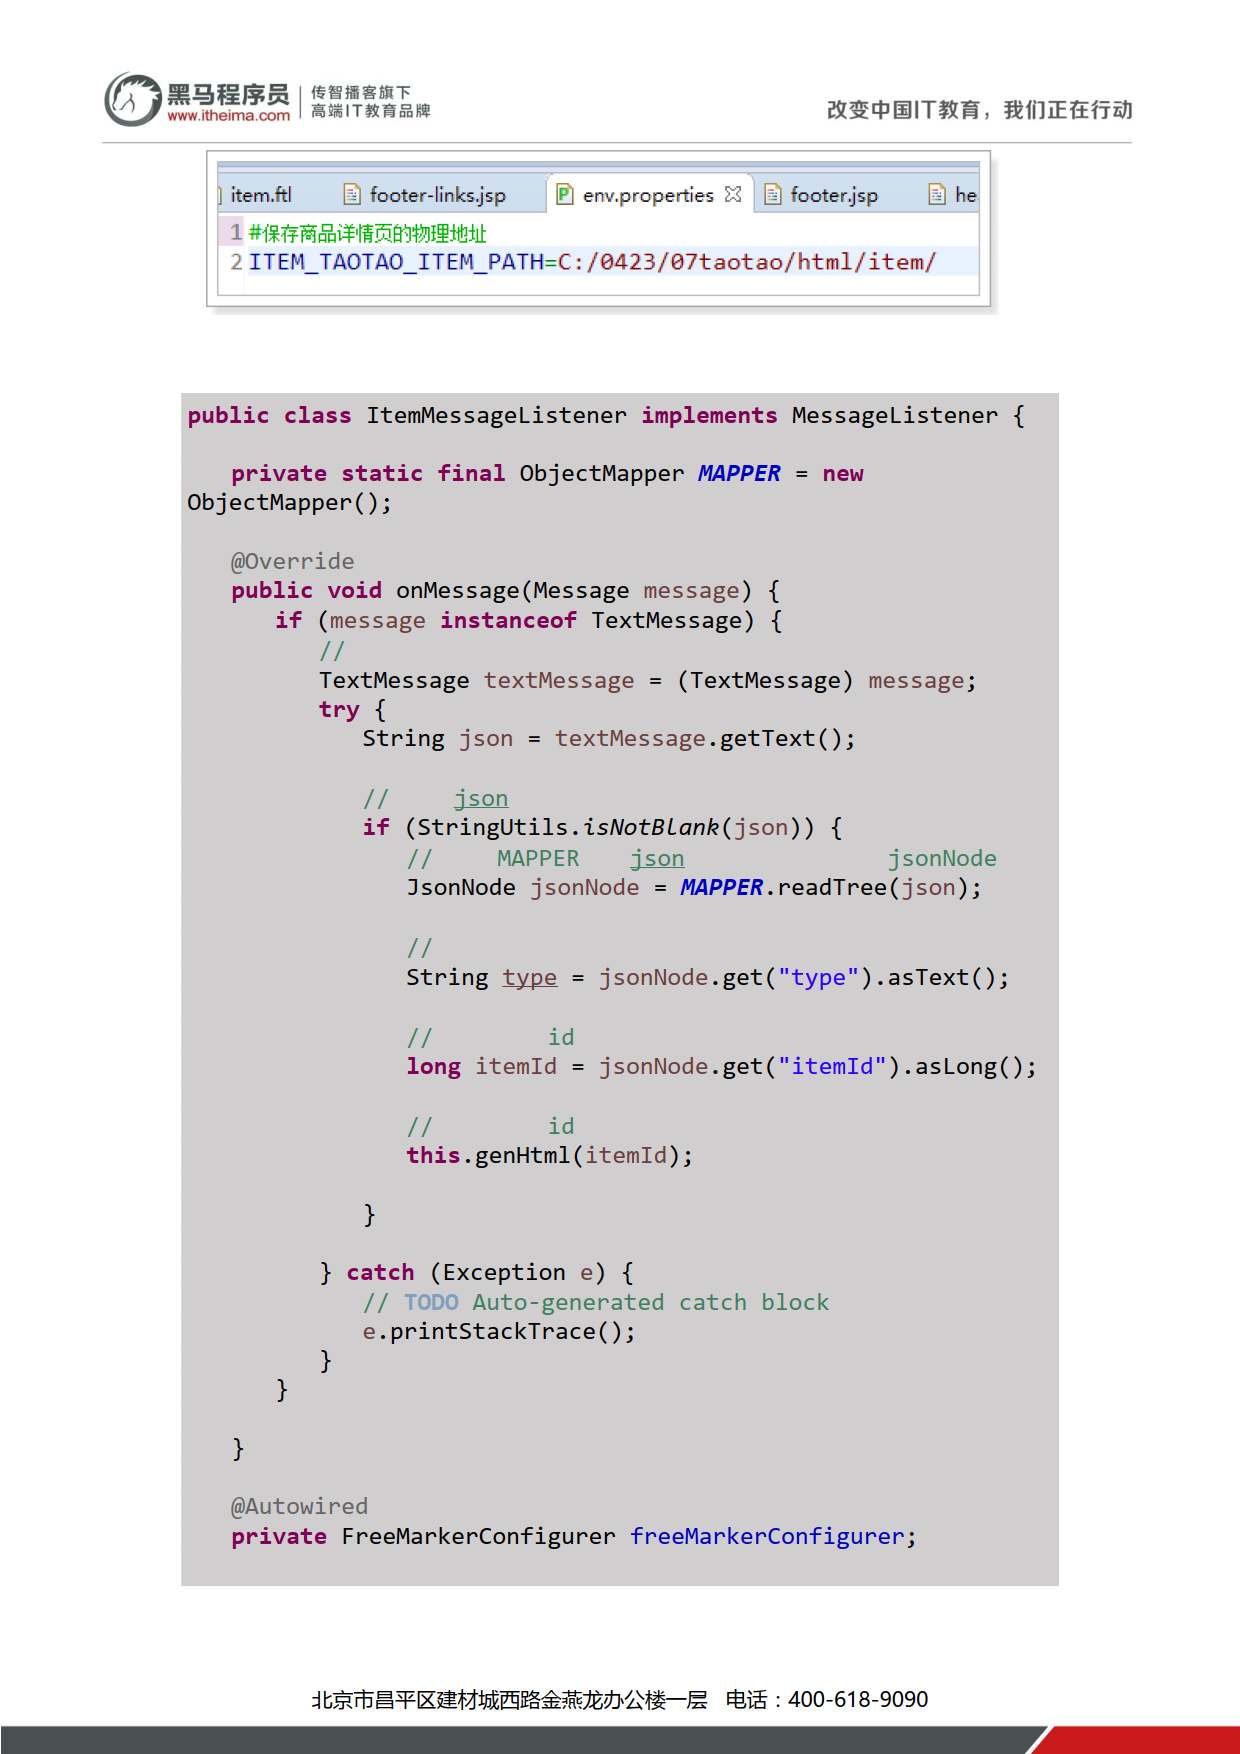 黑马程序员
www.itheima.com
传智播客旗下
高端IT教育品牌
改变中国IT教育，我们正在行动
item.ftl footer-links.jsp env.properties footer.jsp he
1 #保存商品详情页的物理地址
2 ITEM_TAOTAO_ITEM_PATH=C:/0423/07taotao/html/item/
public class ItemMessageListener implements MessageListener {
private static final ObjectMapper MAPPER = new
ObjectMapper();
@Override
public void onMessage(Message message) {
if (message instanceof TextMessage) {
//
TextMessage textMessage = (TextMessage) message;
try {
String json = textMessage.getText();
// json
if (StringUtils.isNotBlank(json)) {
// MAPPER json jsonNode
JsonNode jsonNode = MAPPER.readTree(json);
//
String type = jsonNode.get("type").asText();
// id
long itemId = jsonNode.get("itemId").asLong();
// id
this.genHtml(itemId);
}
} catch (Exception e) {
// TODO Auto-generated catch block
e.printStackTrace();
}
}
}
@Autowired
private FreeMarkerConfigurer freeMarkerConfigurer;
北京市昌平区建材城西路金燕龙办公楼一层 电话：400-618-9090